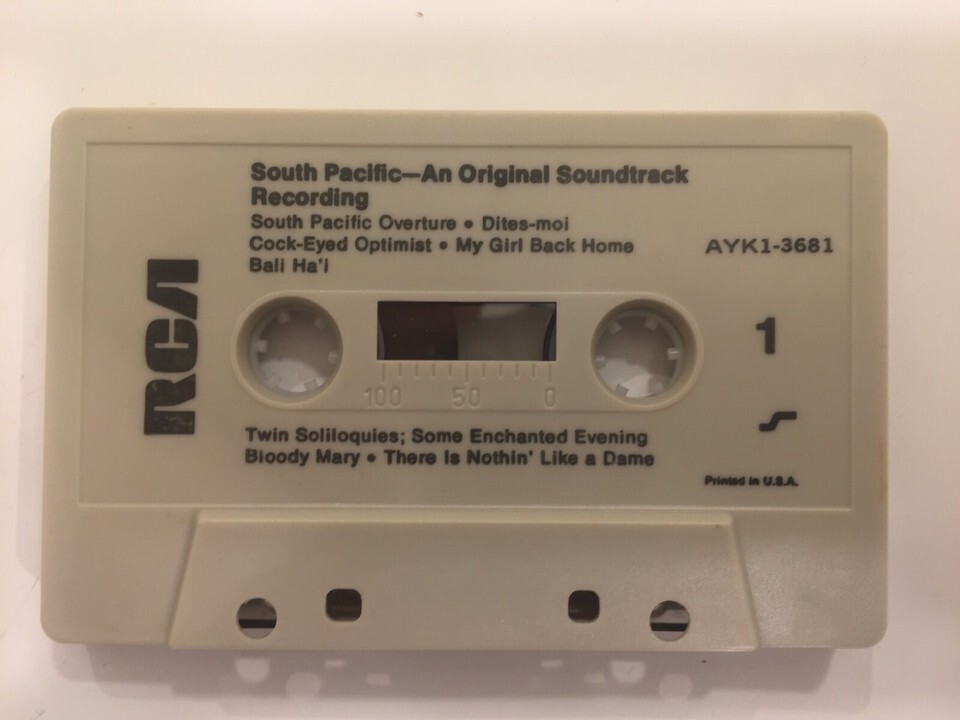 South Pacific—An Original Soundtrack
Recording
South Pacific Overture • Dites-moi
Cock-Eyed Optimist • My Girl Back Home
Bali Ha'i
AYK1-3681
RCA
1
100 50 0
Twin Soliloquies; Some Enchanted Evening
Bloody Mary • There Is Nothin' Like a Dame
Printed in U.S.A.